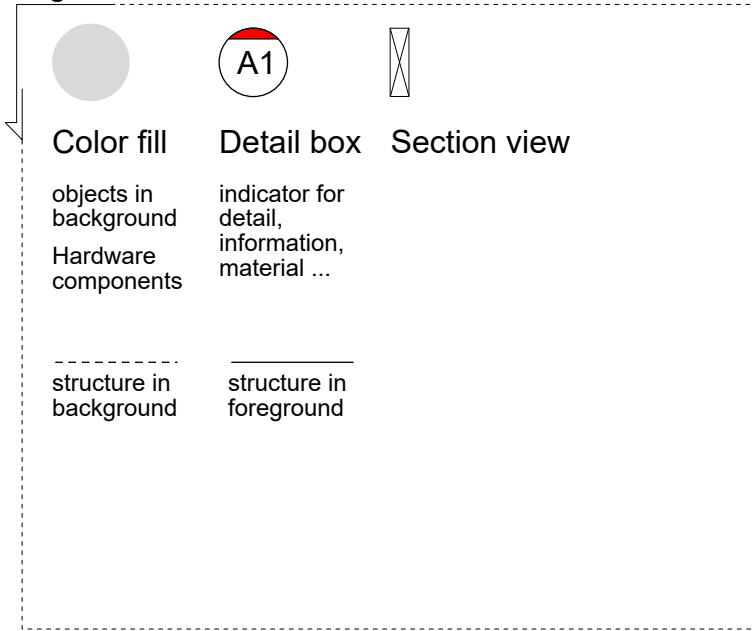 A1
Color fill
Detail box
Section view
objects in
background
Hardware
components
indicator for
detail,
information,
material ...
structure in
background
structure in
foreground